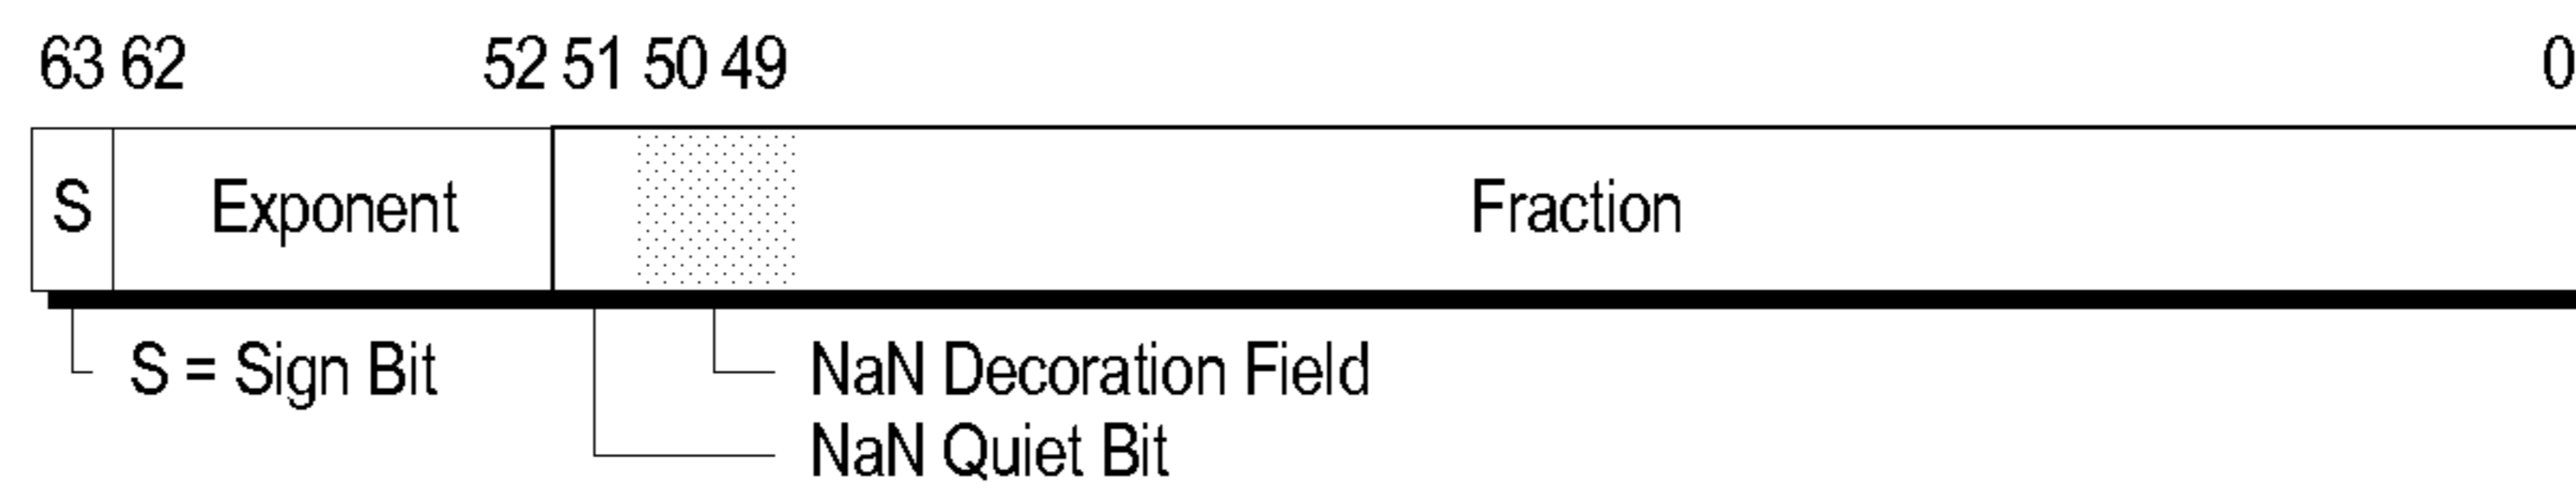 63 62 52 51 50 49 0
S Exponent Fraction
S = Sign Bit NaN Decoration Field
NaN Quiet Bit